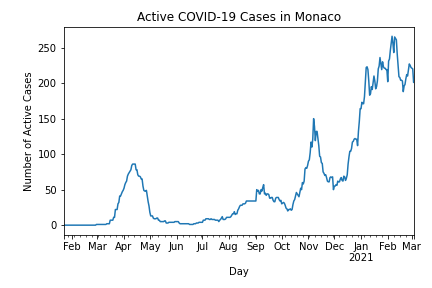 Active COVID-19 Cases in Monaco
Number of Active Cases
250
200
150
100
50
0
Feb Mar Apr May Jun Jul Aug Sep Oct Nov Dec Jan Feb Mar
2021
Day